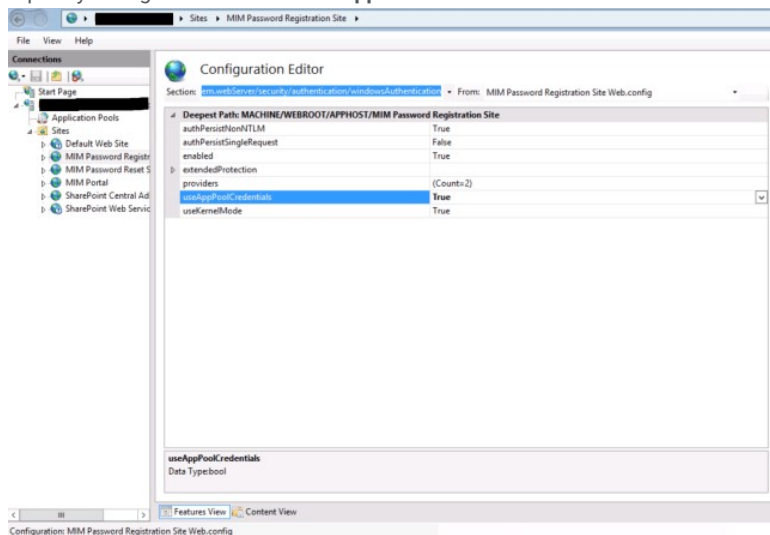 Sites MIM Password Registration Site
File View Help
Connections
Start Page
Application Pools
Sites
Default Web Site
MIM Password Registr
MIM Password Reset S
MIM Portal
SharePoint Central Ad
SharePoint Web Servic
Configuration Editor
Section: em.webServer/security/authentication/windowsAuthentication From: MIM Password Registration Site Web.config
Deepest Path: MACHINE/WEBROOT/APPHOST/MIM Password Registration Site
authPersistNonNTLM True
authPersistSingleRequest False
enabled True
extendedProtection
providers (Count=2)
useAppPoolCredentials True
useKernelMode True
useAppPoolCredentials
Data Type:bool
Features View Content View
Configuration: MIM Password Registration Site Web.config